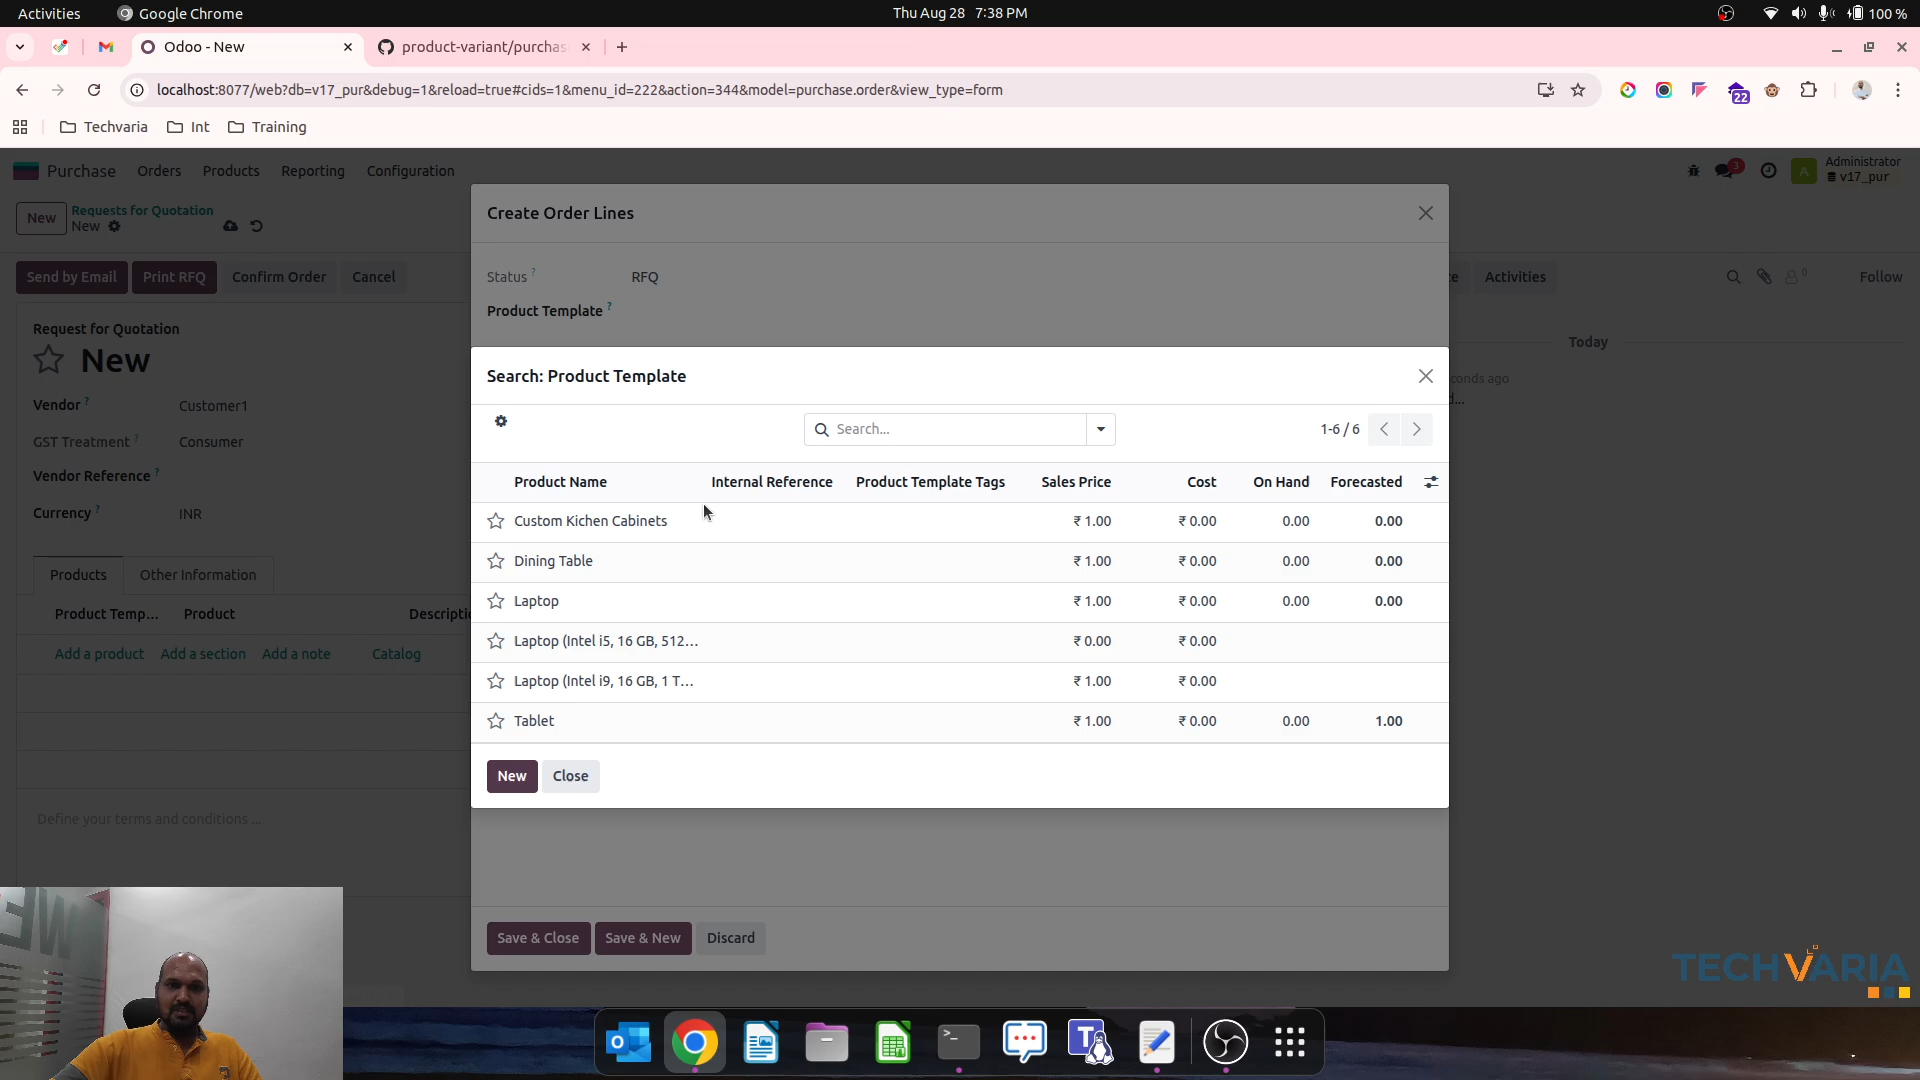 Activities
Google Chrome
Thu Aug 28 7:38 PM
100 %
Odoo - New
product-variant/purchas
localhost:8077/web?db=v17_pur&debug=1&reload=true#cids=1&menu_id=222&action=344&model=purchase.order&view_type=form
22
Techvaria
Int
Training
Purchase
Orders
Products
Reporting
Configuration
3
A
Administrator
v17_pur
New
Requests for Quotation
New
Send by Email
Print RFQ
Confirm Order
Cancel
Activities
0
Follow
Request for Quotation
New
Vendor ?
Customer1
GST Treatment ?
Consumer
Vendor Reference ?
Currency ?
INR
Products
Other Information
Product Temp...
Product
Descripti
Add a product
Add a section
Add a note
Catalog
Define your terms and conditions ...
Today
conds ago
Create Order Lines
Status ?
RFQ
Product Template ?
Search: Product Template
Search...
1-6 / 6
Product Name Internal Reference Product Template Tags Sales Price Cost On Hand Forecasted
Custom Kichen Cabinets ₹ 1.00 ₹ 0.00 0.00 0.00
Dining Table ₹ 1.00 ₹ 0.00 0.00 0.00
Laptop ₹ 1.00 ₹ 0.00 0.00 0.00
Laptop (Intel i5, 16 GB, 512... ₹ 0.00 ₹ 0.00
Laptop (Intel i9, 16 GB, 1 T... ₹ 1.00 ₹ 0.00
Tablet ₹ 1.00 ₹ 0.00 0.00 1.00
New
Close
Save & Close
Save & New
Discard
TECHVARIA